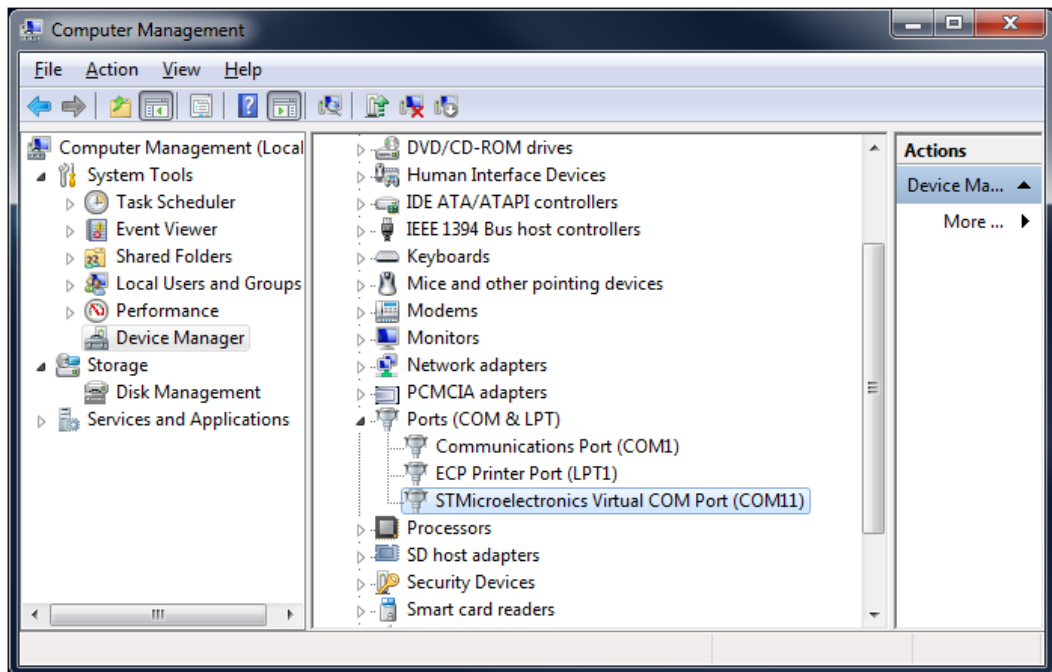 Computer Management
File Action View Help
Computer Management (Local
System Tools
Task Scheduler
Event Viewer
Shared Folders
Local Users and Groups
Performance
Device Manager
Storage
Disk Management
Services and Applications
DVD/CD-ROM drives
Human Interface Devices
IDE ATA/ATAPI controllers
IEEE 1394 Bus host controllers
Keyboards
Mice and other pointing devices
Modems
Monitors
Network adapters
PCMCIA adapters
Ports (COM & LPT)
Communications Port (COM1)
ECP Printer Port (LPT1)
STMicroelectronics Virtual COM Port (COM11)
Processors
SD host adapters
Security Devices
Smart card readers
Actions
Device Ma...
More ...